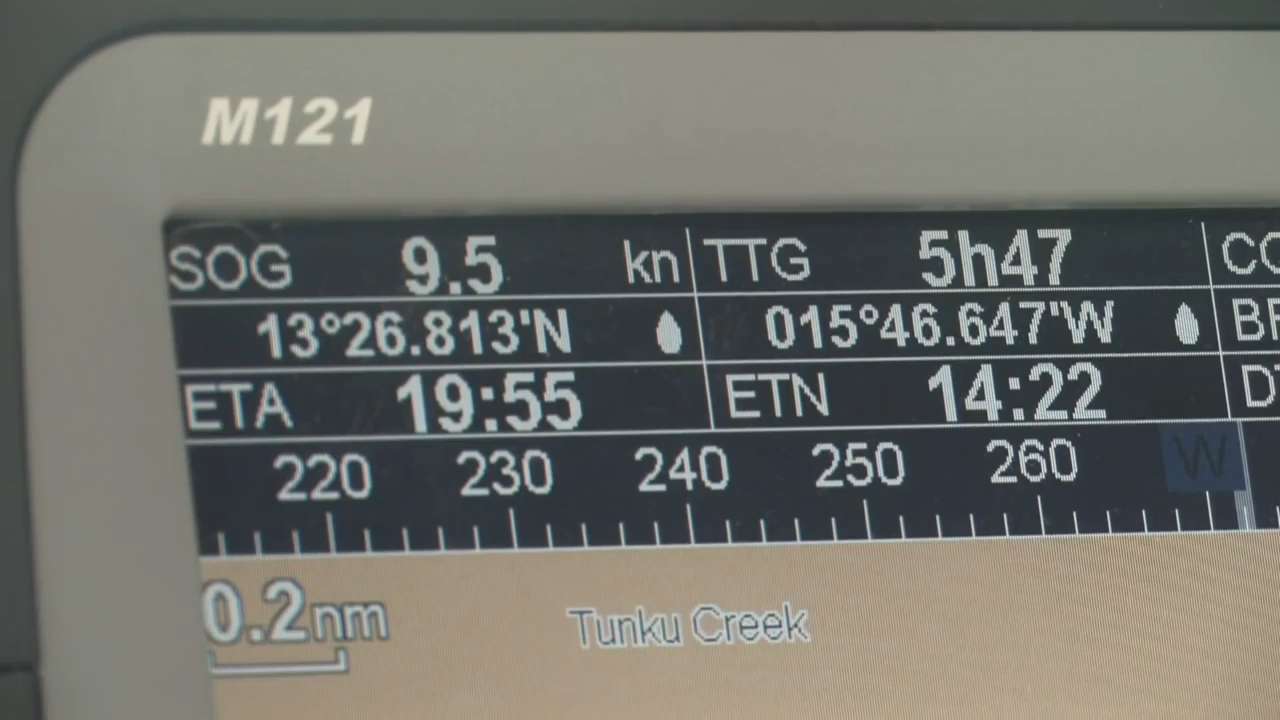 M121
SOG 9.5 kn TTG 5h47
13°26.813'N 015°46.647'W
ETA 19:55 ETN 14:22
220 230 240 250 260 W
0.2nm Tunku Creek